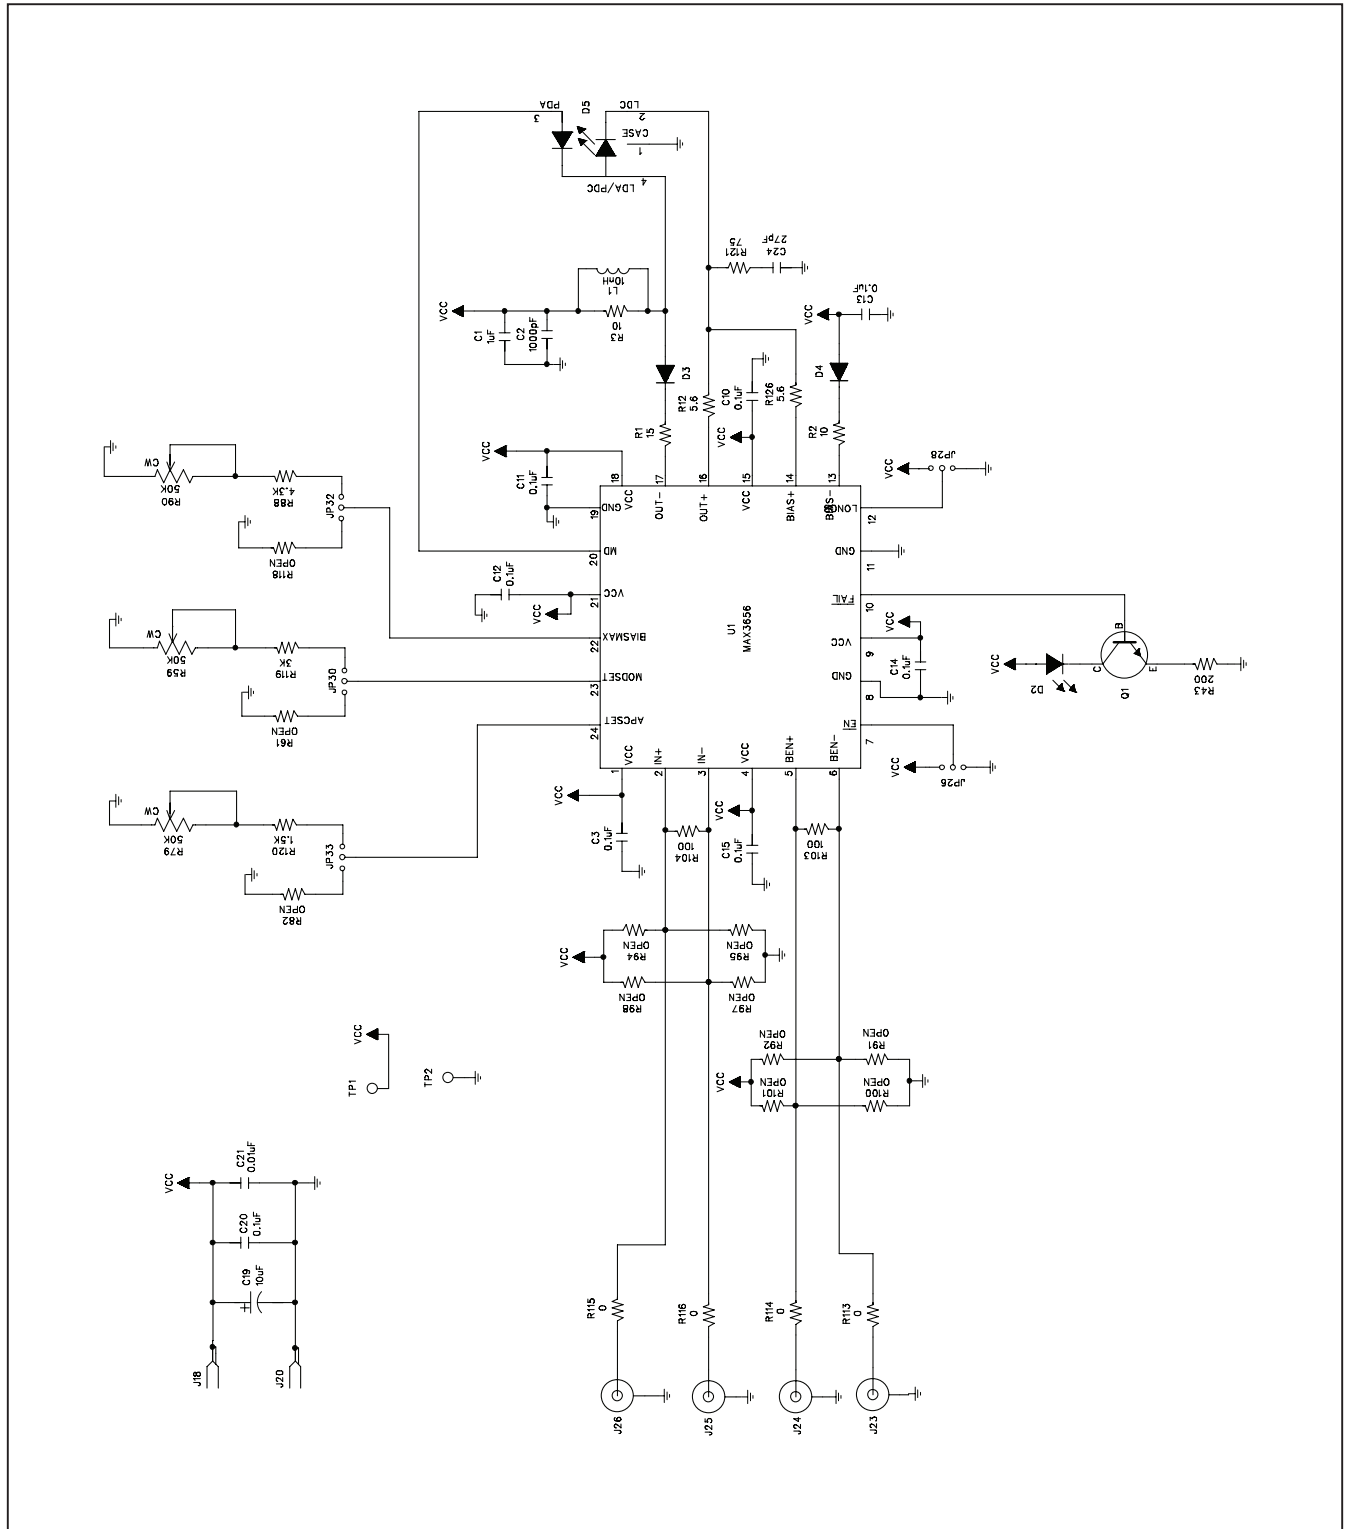 PDA
3
D5
LDC
2
CASE
1
4
LDA/PDC
VCC
C1
1uF
C2
1000pF
L1
10nH
10
R3
R121
75
C24
27pF
VCC
C13
0.1uF
D3
D4
R12
5.6
C10
0.1uF
R126
5.6
R1
15
VCC
R2
10
VCC
C11
0.1uF
VCC
JP28
CW
50K
R90
4.3K
R88
JP32
OPEN
R118
18
VCC
17
OUT-
16
OUT+
15
VCC
14
BIAS+
13
BIAS-
19
GND
20
MD
21
VCC
22
BIASMAX
23
MODSET
24
APCSET
12
LONGB
11
GND
10
FAIL
9
VCC
8
GND
7
EN
U1
MAX3656
C12
0.1uF
VCC
CW
50K
R59
3K
R119
JP30
OPEN
R61
VCC
C14
0.1uF
VCC
D2
B
C
E
Q1
R43
200
1
VCC
2
IN+
3
IN-
4
VCC
5
BEN+
6
BEN-
VCC
JP26
CW
50K
R79
1.5K
R120
JP33
OPEN
R82
VCC
C3
0.1uF
100
R104
VCC
C15
0.1uF
100
R103
VCC
OPEN
R94
OPEN
R95
OPEN
R98
OPEN
R97
VCC
TP1
TP2
VCC
OPEN
R92
OPEN
R91
OPEN
R101
OPEN
R100
VCC
C21
0.01uF
C20
0.1uF
C19
10uF
J18
J20
R115
0
R116
0
R114
0
R113
0
J26
J25
J24
J23